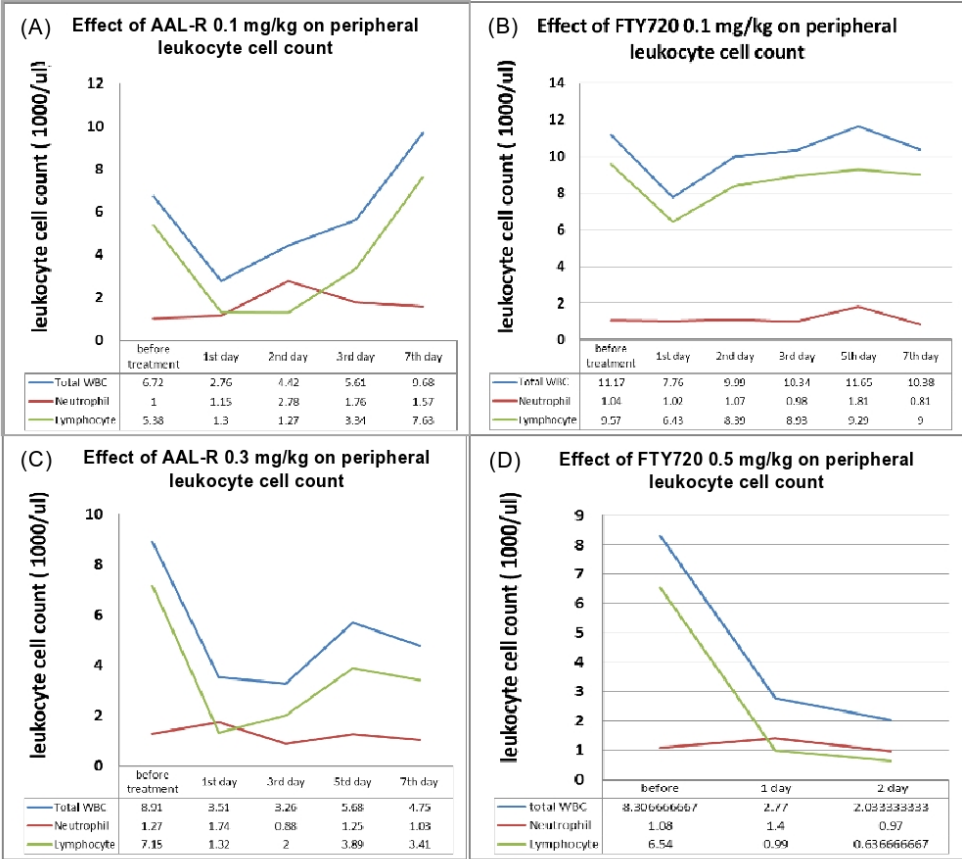 (A) Effect of AAL-R 0.1 mg/kg on peripheral
leukocyte cell count
leukocyte cell count ( 1000/ul)
12
10
8
6
4
2
0
before
treatment 1st day 2nd day 3rd day 7th day
Total WBC 6.72 2.76 4.42 5.61 9.68
Neutrophil 1 1.15 2.78 1.76 1.57
Lymphocyte 5.38 1.3 1.27 3.34 7.63
(B) Effect of FTY720 0.1 mg/kg on peripheral
leukocyte cell count
leukocyte cell count ( 1000/ul)
14
12
10
8
6
4
2
0
before
treatment 1st day 2nd day 3rd day 5th day 7th day
Total WBC 11.17 7.76 9.99 10.34 11.65 10.38
Neutrophil 1.04 1.02 1.07 0.98 1.81 0.81
Lymphocyte 9.57 6.43 8.39 8.93 9.29 9
(C) Effect of AAL-R 0.3 mg/kg on peripheral
leukocyte cell count
leukocyte cell count ( 1000/ul)
10
8
6
4
2
0
before
treatment 1st day 3rd day 5td day 7th day
Total WBC 8.91 3.51 3.26 5.68 4.75
Neutrophil 1.27 1.74 0.88 1.25 1.03
Lymphocyte 7.15 1.32 2 3.89 3.41
(D) Effect of FTY720 0.5 mg/kg on peripheral
leukocyte cell count
leukocyte cell count ( 1000/ul)
9
8
7
6
5
4
3
2
1
0
before 1 day 2 day
total WBC 8.306666667 2.77 2.033333333
Neutrophil 1.08 1.4 0.97
Lymphocyte 6.54 0.99 0.636666667